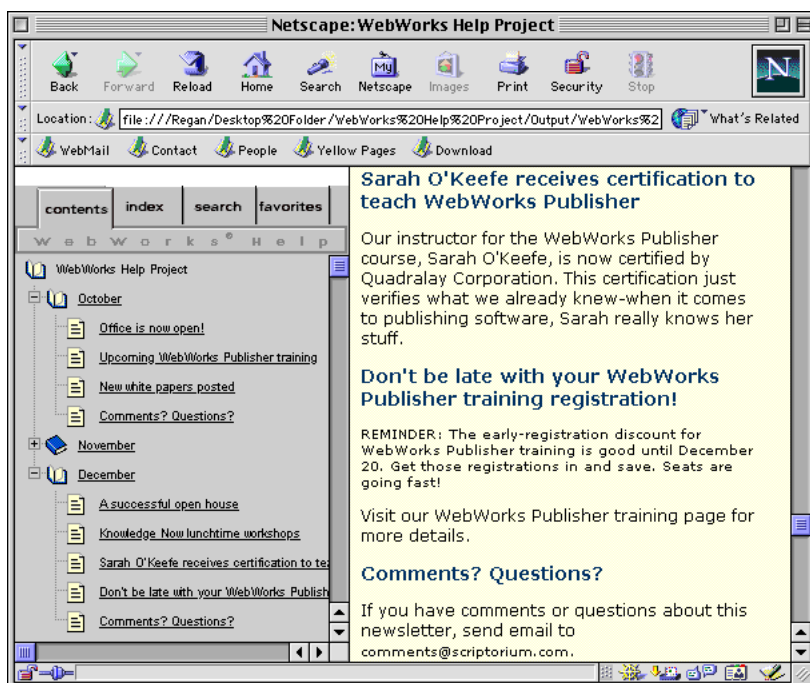 Netscape: WebWorks Help Project
Back Forward Reload Home Search Netscape Images Print Security Stop
My
N
Location: file:///Regan/Desktop%20Folder/WebWorks%20Help%20Project/Output/WebWorks%2 What's Related
WebMail Contact People Yellow Pages Download
contents index search favorites
WebWorks® Help
WebWorks Help Project
October
Office is now open!
Upcoming WebWorks Publisher training
New white papers posted
Comments? Questions?
November
December
A successful open house
Knowledge Now lunchtime workshops
Sarah O'Keefe receives certification to te
Don't be late with your WebWorks Publish
Comments? Questions?
Sarah O'Keefe receives certification to
teach WebWorks Publisher
Our instructor for the WebWorks Publisher
course, Sarah O'Keefe, is now certified by
Quadralay Corporation. This certification just
verifies what we already knew-when it comes
to publishing software, Sarah really knows her
stuff.
Don't be late with your WebWorks
Publisher training registration!
REMINDER: The early-registration discount for
WebWorks Publisher training is good until December
20. Get those registrations in and save. Seats are
going fast!
Visit our WebWorks Publisher training page for
more details.
Comments? Questions?
If you have comments or questions about this
newsletter, send email to
comments@scriptorium.com.